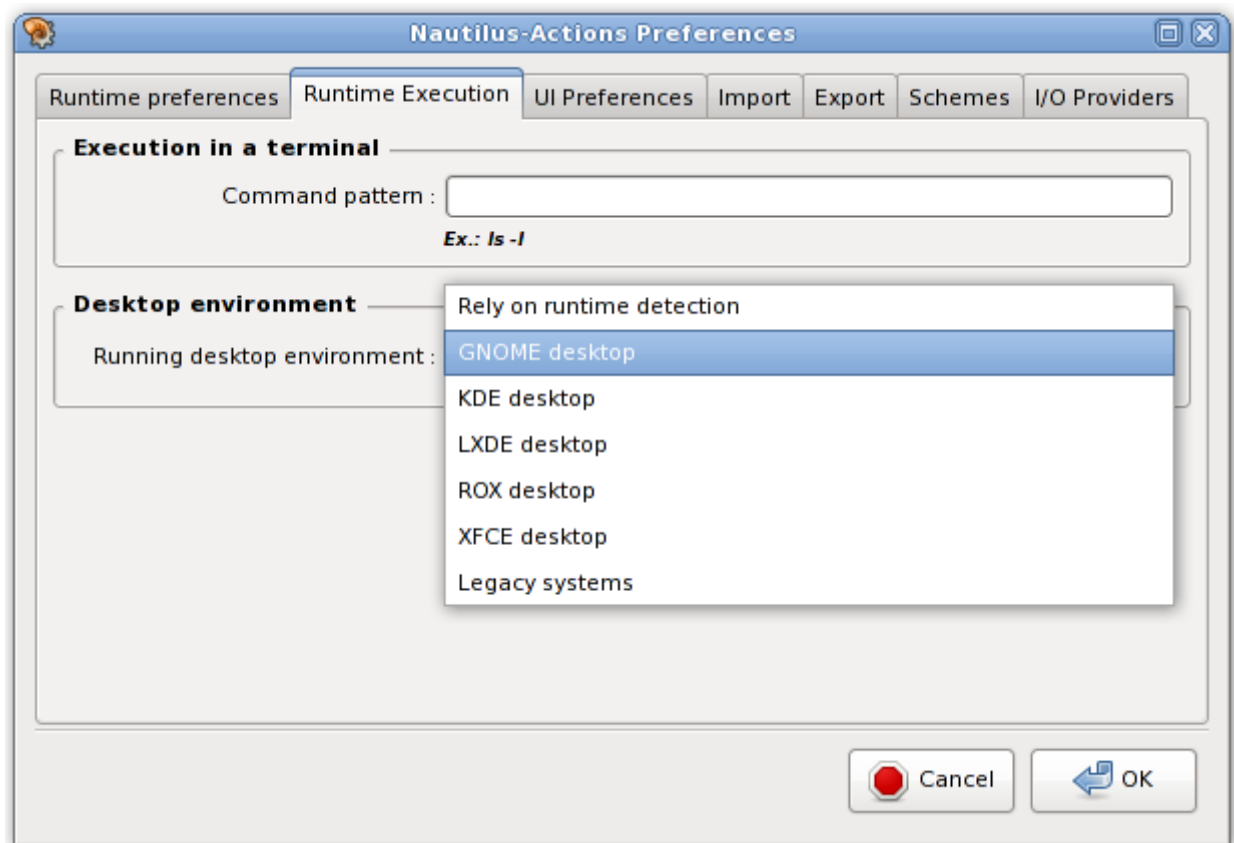 Nautilus-Actions Preferences
Runtime preferences Runtime Execution UI Preferences Import Export Schemes I/O Providers
Execution in a terminal
Command pattern :
Ex.: ls -l
Desktop environment
Running desktop environment :
Rely on runtime detection
GNOME desktop
KDE desktop
LXDE desktop
ROX desktop
XFCE desktop
Legacy systems
Cancel OK